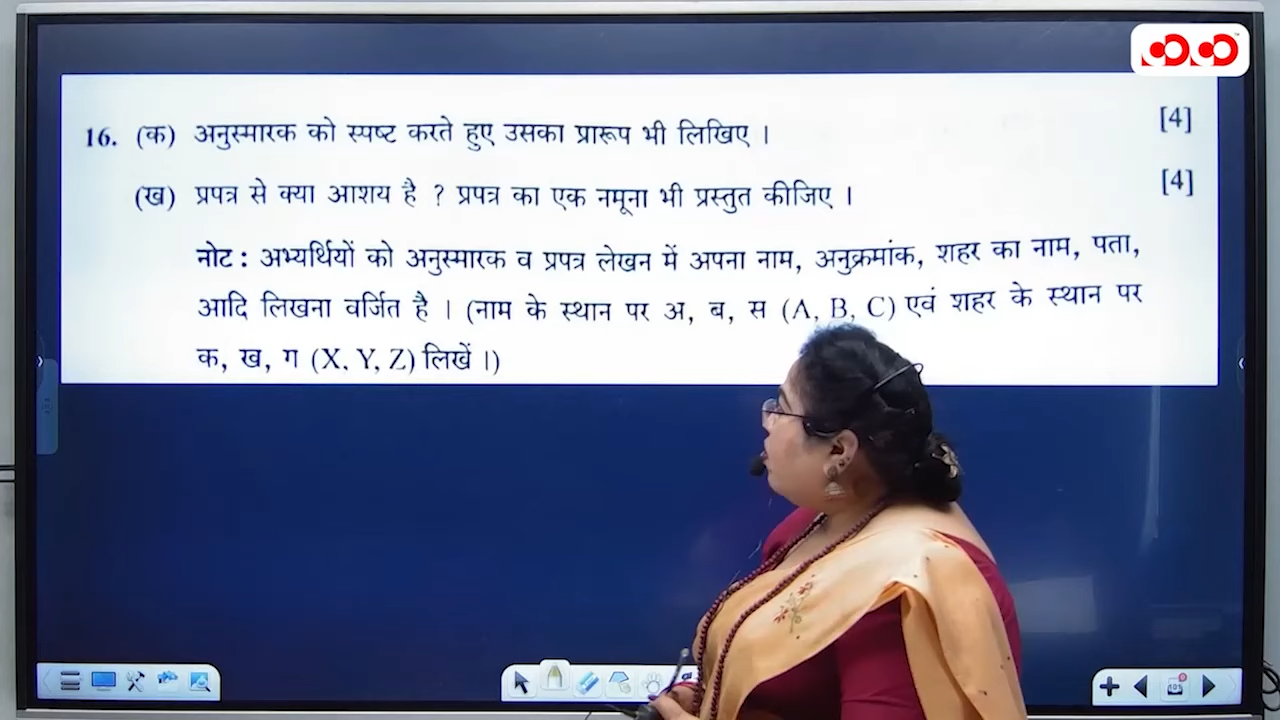 16. (क) अनुस्मारक को स्पष्ट करते हुए उसका प्रारूप भी लिखिए । [4]
(ख) प्रपत्र से क्या आशय है ? प्रपत्र का एक नमूना भी प्रस्तुत कीजिए । [4]
नोट : अभ्यर्थियों को अनुस्मारक व प्रपत्र लेखन में अपना नाम, अनुक्रमांक, शहर का नाम, पता,
आदि लिखना वर्जित है । (नाम के स्थान पर अ, ब, स (A, B, C) एवं शहर के स्थान पर
क, ख, ग (X, Y, Z) लिखें ।)